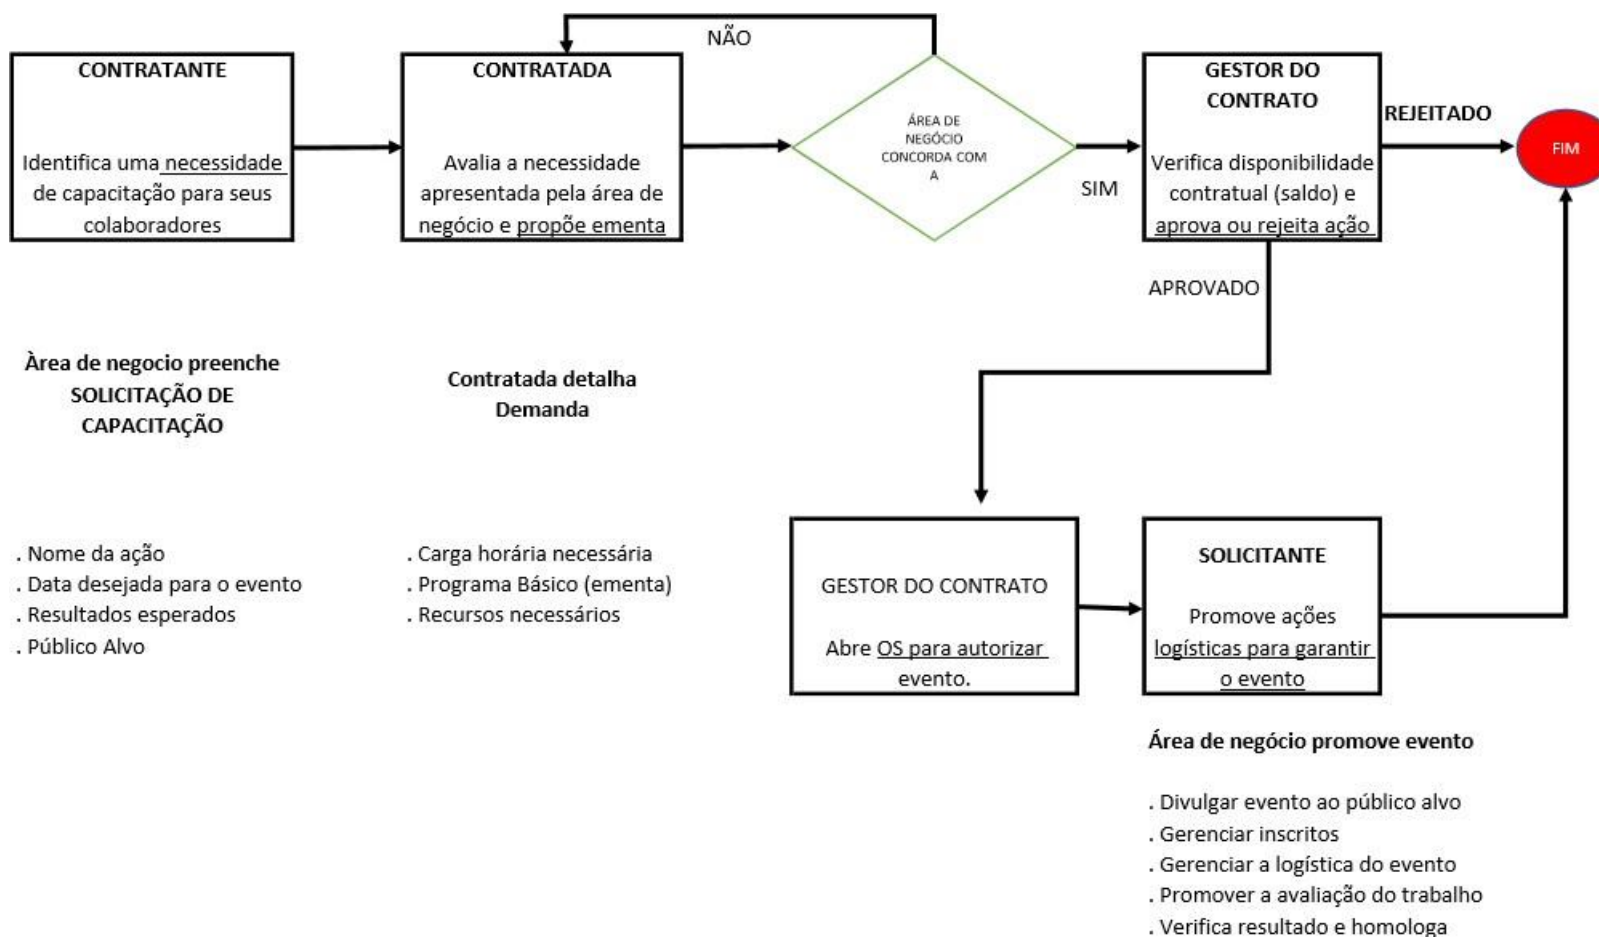 NÃO
CONTRATANTE
Identifica uma necessidade
de capacitação para seus
colaboradores
CONTRATADA
Avalia a necessidade
apresentada pela área de
negócio e propõe ementa
ÁREA DE
NEGÓCIO
CONCORDA COM
A
SIM
GESTOR DO
CONTRATO
Verifica disponibilidade
contratual (saldo) e
aprova ou rejeita ação
REJEITADO
FIM
APROVADO
Àrea de negocio preenche
SOLICITAÇÃO DE
CAPACITAÇÃO
Contratada detalha
Demanda
. Nome da ação
. Data desejada para o evento
. Resultados esperados
. Público Alvo
. Carga horária necessária
. Programa Básico (ementa)
. Recursos necessários
GESTOR DO CONTRATO
Abre OS para autorizar
evento.
SOLICITANTE
Promove ações
logísticas para garantir
o evento
Área de negócio promove evento
. Divulgar evento ao público alvo
. Gerenciar inscritos
. Gerenciar a logística do evento
. Promover a avaliação do trabalho
. Verifica resultado e homologa